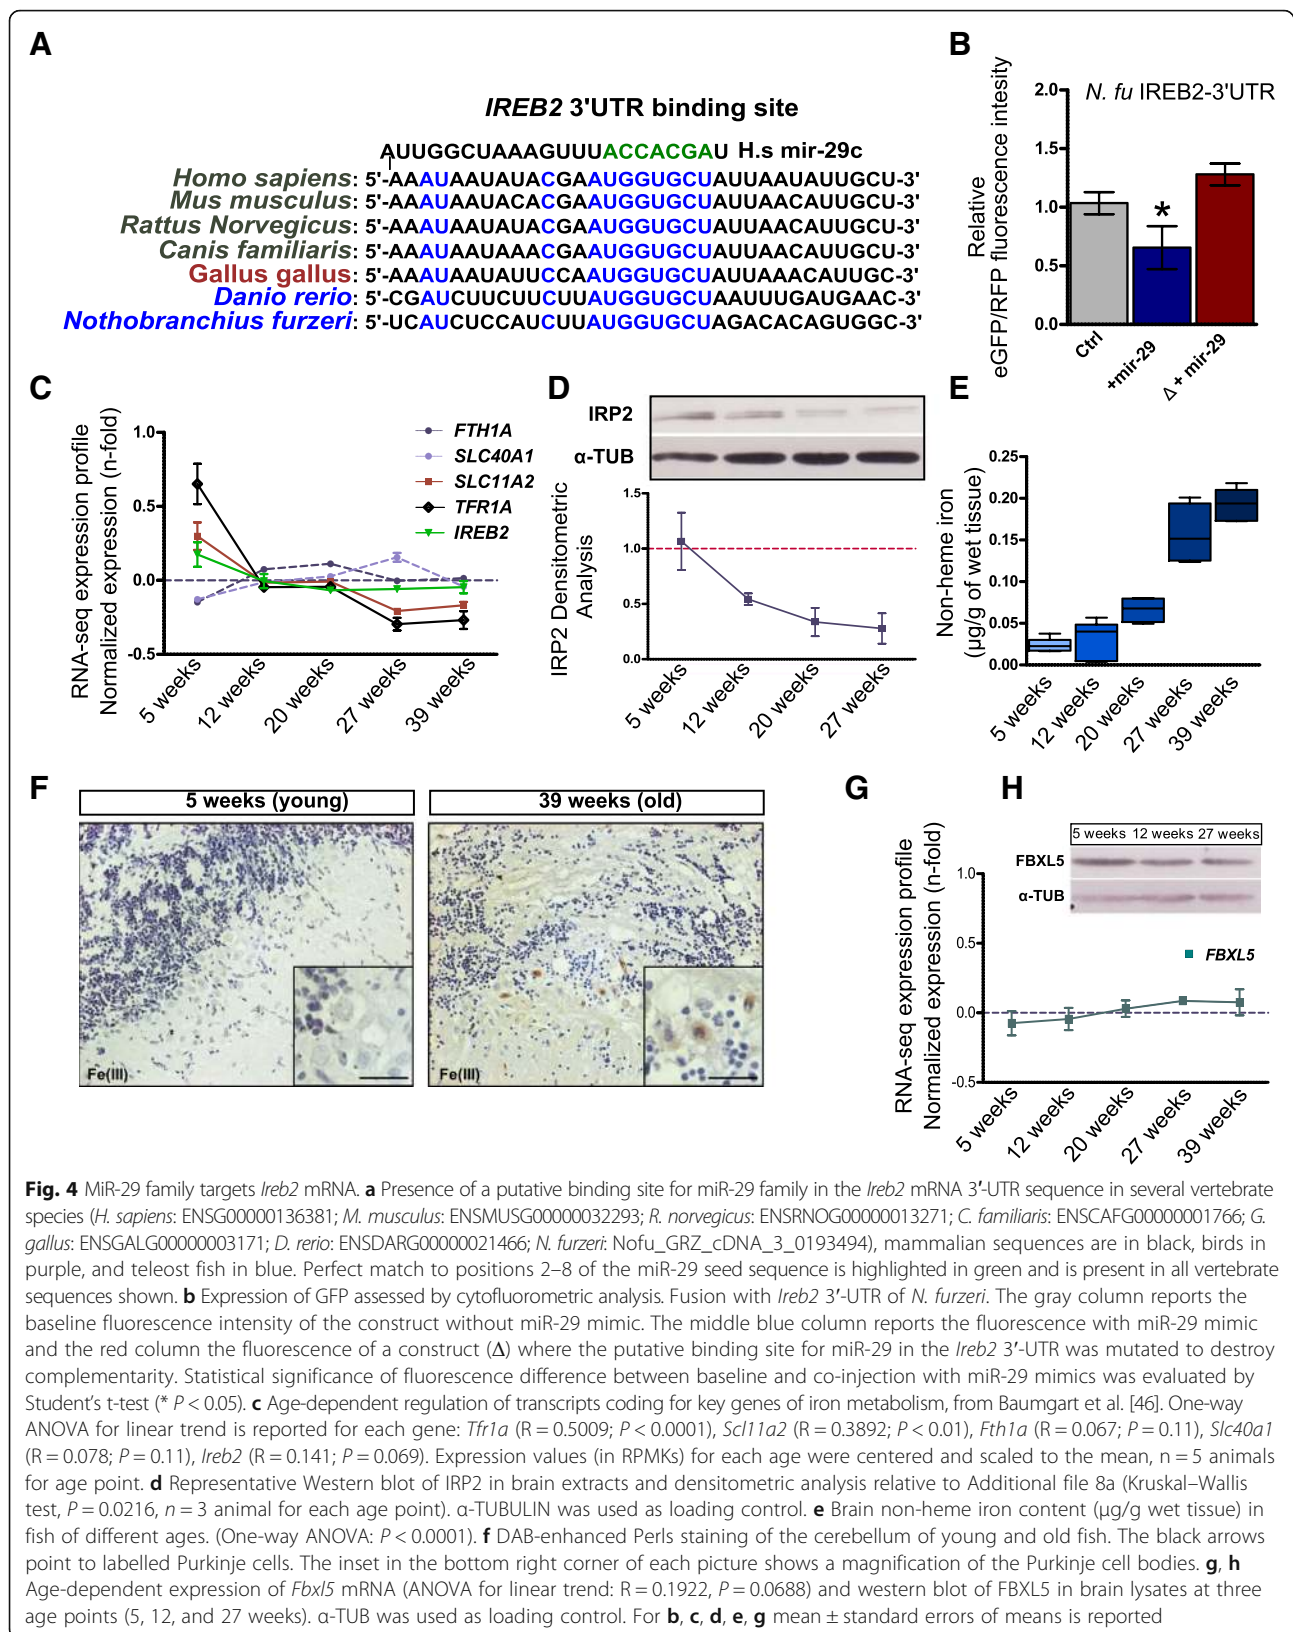 A
IREB2 3'UTR binding site
AUUGGCUAAAGUUUACCACGAU H.s mir-29c
Homo sapiens: 5'-AAAUAAUAUACGAAUGGUGCUAUUAAUAUUGCU-3'
Mus musculus: 5'-AAAUAAUACACGAAUGGUGCUAUUAACAUUGCU-3'
Rattus Norvegicus: 5'-AAAUAAUAUACGAAUGGUGCUAUUAACAUUGCU-3'
Canis familiaris: 5'-AAAUAAUAAACGAAUGGUGCUAUUAACAUUGCU-3'
Gallus gallus: 5'-AAAUAAUAUUCCAAUGGUGCUAUUAAACAUUGC-3'
Danio rerio: 5'-CGAUCUUCUUCUUAUGGUGCUAAUUUGAUGAAC-3'
Nothobranchius furzeri: 5'-UCAUCUCCAUCUUAUGGUGCUAGACACAGUGGC-3'
B
Relative
eGFP/RFP fluorescence intesity
N. fu IREB2-3'UTR
2.0
1.5
1.0
0.5
0.0
*
Ctrl
+mir-29
Δ + mir-29
C
RNA-seq expression profile
Normalized expression (n-fold)
1.0
0.5
0.0
-0.5
FTH1A
SLC40A1
SLC11A2
TFR1A
IREB2
5 weeks
12 weeks
20 weeks
27 weeks
39 weeks
D
IRP2
α-TUB
IRP2 Densitometric
Analysis
1.5
1.0
0.5
0.0
5 weeks
12 weeks
20 weeks
27 weeks
E
Non-heme iron
(µg/g of wet tissue)
0.25
0.20
0.15
0.10
0.05
0.00
5 weeks
12 weeks
20 weeks
27 weeks
39 weeks
F
5 weeks (young)
39 weeks (old)
Fe(III)
Fe(III)
G
RNA-seq expression profile
Normalized expression (n-fold)
1.0
0.5
0.0
-0.5
FBXL5
5 weeks
12 weeks
20 weeks
27 weeks
39 weeks
H
5 weeks 12 weeks 27 weeks
FBXL5
α-TUB
Fig. 4 MiR-29 family targets Ireb2 mRNA. a Presence of a putative binding site for miR-29 family in the Ireb2 mRNA 3′-UTR sequence in several vertebrate
species (H. sapiens: ENSG00000136381; M. musculus: ENSMUSG00000032293; R. norvegicus: ENSRNOG00000013271; C. familiaris: ENSCAFG00000001766; G.
gallus: ENSGALG00000003171; D. rerio: ENSDARG00000021466; N. furzeri: Nofu_GRZ_cDNA_3_0193494), mammalian sequences are in black, birds in
purple, and teleost fish in blue. Perfect match to positions 2–8 of the miR-29 seed sequence is highlighted in green and is present in all vertebrate
sequences shown. b Expression of GFP assessed by cytofluorometric analysis. Fusion with Ireb2 3′-UTR of N. furzeri. The gray column reports the
baseline fluorescence intensity of the construct without miR-29 mimic. The middle blue column reports the fluorescence with miR-29 mimic
and the red column the fluorescence of a construct (Δ) where the putative binding site for miR-29 in the Ireb2 3′-UTR was mutated to destroy
complementarity. Statistical significance of fluorescence difference between baseline and co-injection with miR-29 mimics was evaluated by
Student's t-test (* P < 0.05). c Age-dependent regulation of transcripts coding for key genes of iron metabolism, from Baumgart et al. [46]. One-way
ANOVA for linear trend is reported for each gene: Tfr1a (R = 0.5009; P < 0.0001), Scl11a2 (R = 0.3892; P < 0.01), Fth1a (R = 0.067; P = 0.11), Slc40a1
(R = 0.078; P = 0.11), Ireb2 (R = 0.141; P = 0.069). Expression values (in RPMKs) for each age were centered and scaled to the mean, n = 5 animals
for age point. d Representative Western blot of IRP2 in brain extracts and densitometric analysis relative to Additional file 8a (Kruskal–Wallis
test, P = 0.0216, n = 3 animal for each age point). α-TUBULIN was used as loading control. e Brain non-heme iron content (µg/g wet tissue) in
fish of different ages. (One-way ANOVA: P < 0.0001). f DAB-enhanced Perls staining of the cerebellum of young and old fish. The black arrows
point to labelled Purkinje cells. The inset in the bottom right corner of each picture shows a magnification of the Purkinje cell bodies. g, h
Age-dependent expression of Fbxl5 mRNA (ANOVA for linear trend: R = 0.1922, P = 0.0688) and western blot of FBXL5 in brain lysates at three
age points (5, 12, and 27 weeks). α-TUB was used as loading control. For b, c, d, e, g mean ± standard errors of means is reported